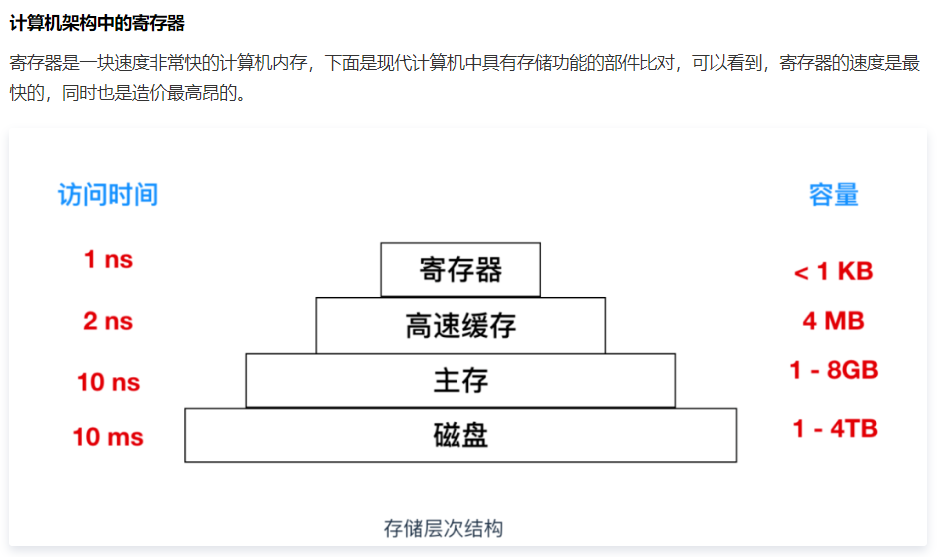 计算机架构中的寄存器
寄存器是一块速度非常快的计算机内存，下面是现代计算机中具有存储功能的部件比对，可以看到，寄存器的速度是最
快的，同时也是造价最高昂的。
访问时间 容量
1 ns 寄存器 < 1 KB
2 ns 高速缓存 4 MB
10 ns 主存 1 - 8GB
10 ms 磁盘 1 - 4TB
存储层次结构